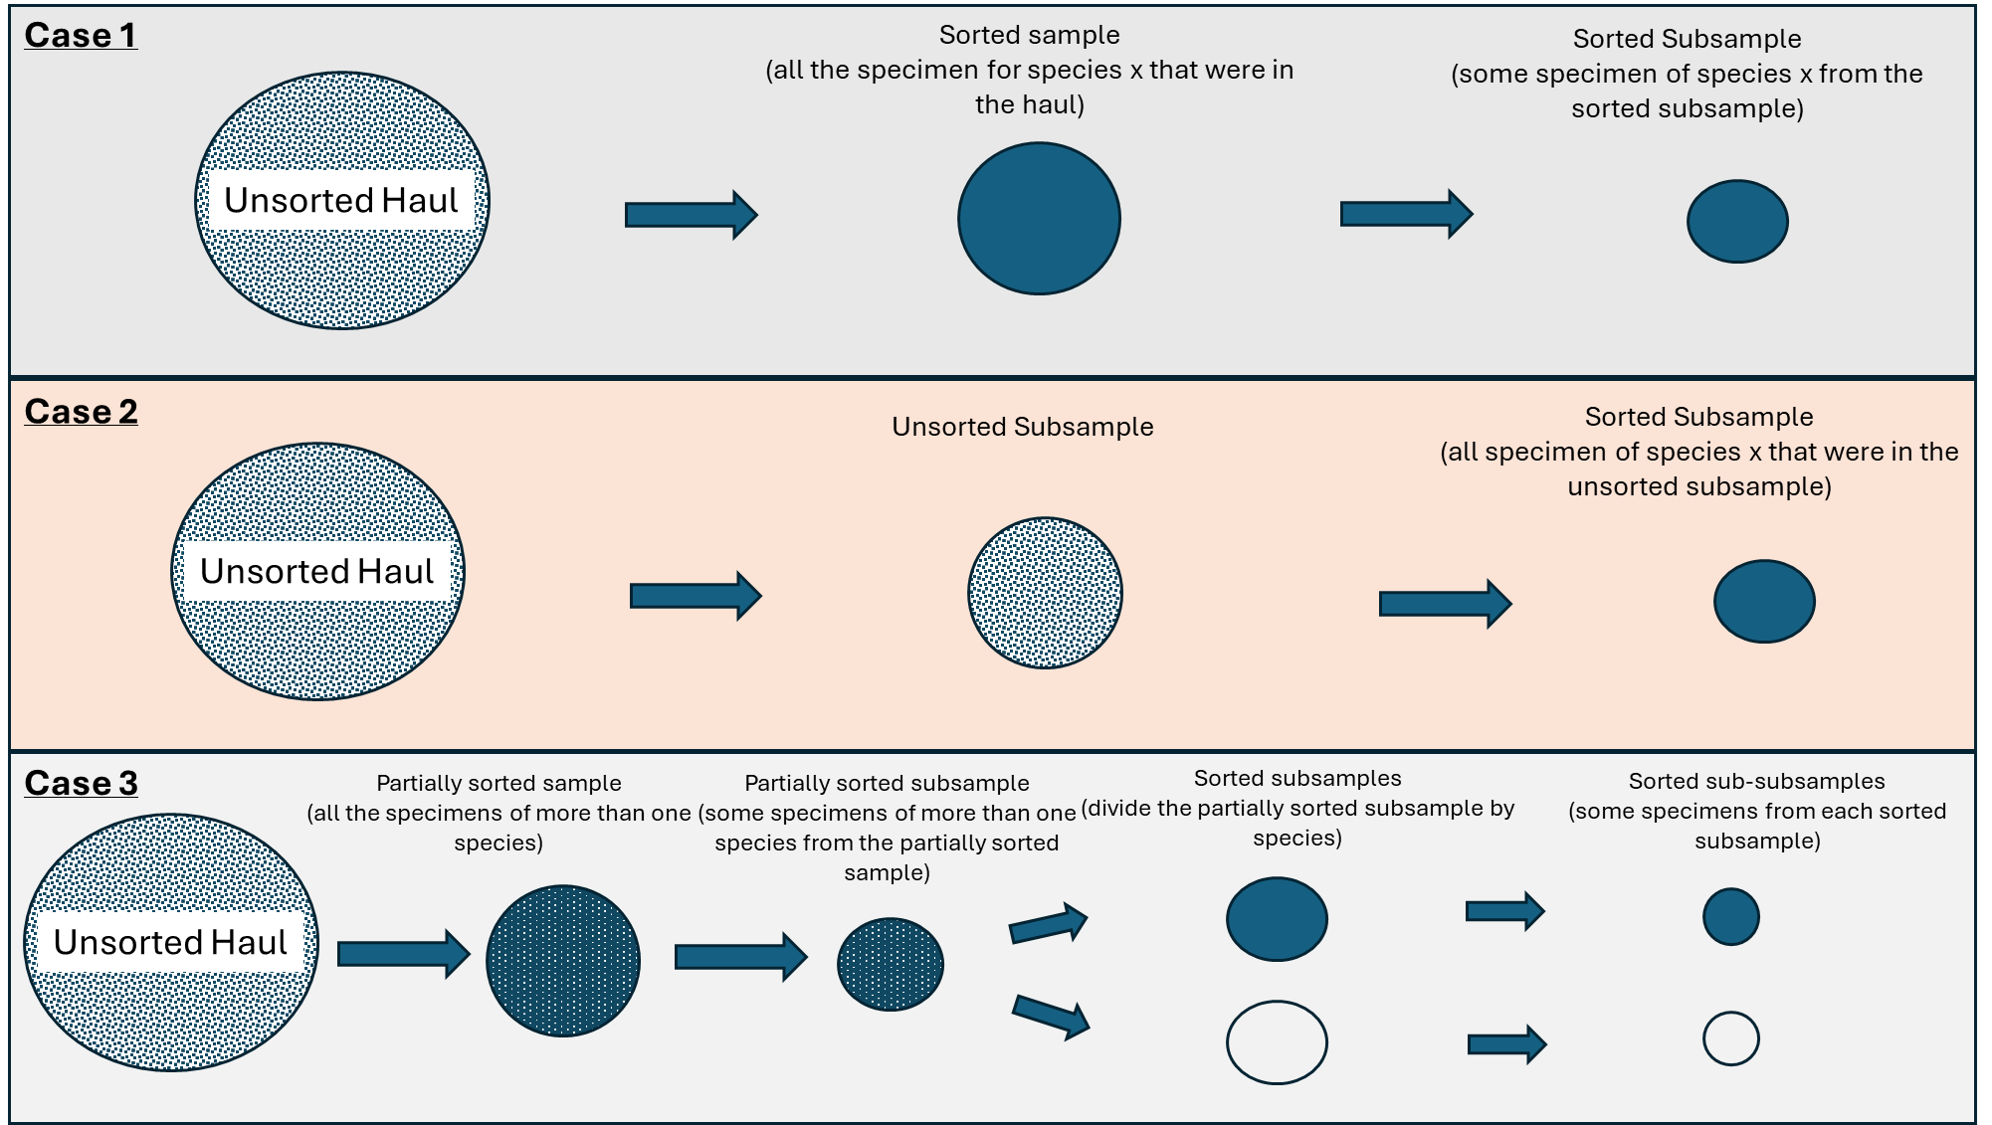 Case 1
Sorted sample
(all the specimen for species x that were in
the haul)
Sorted Subsample
(some specimen of species x from the
sorted subsample)
Unsorted Haul
Case 2
Unsorted Subsample
Sorted Subsample
(all specimen of species x that were in the
unsorted subsample)
Unsorted Haul
Case 3
Partially sorted sample
(all the specimens of more than one
species)
Partially sorted subsample
(some specimens of more than one
species from the partially sorted
sample)
Sorted subsamples
(divide the partially sorted subsample by
species)
Sorted sub-subsamples
(some specimens from each sorted
subsample)
Unsorted Haul